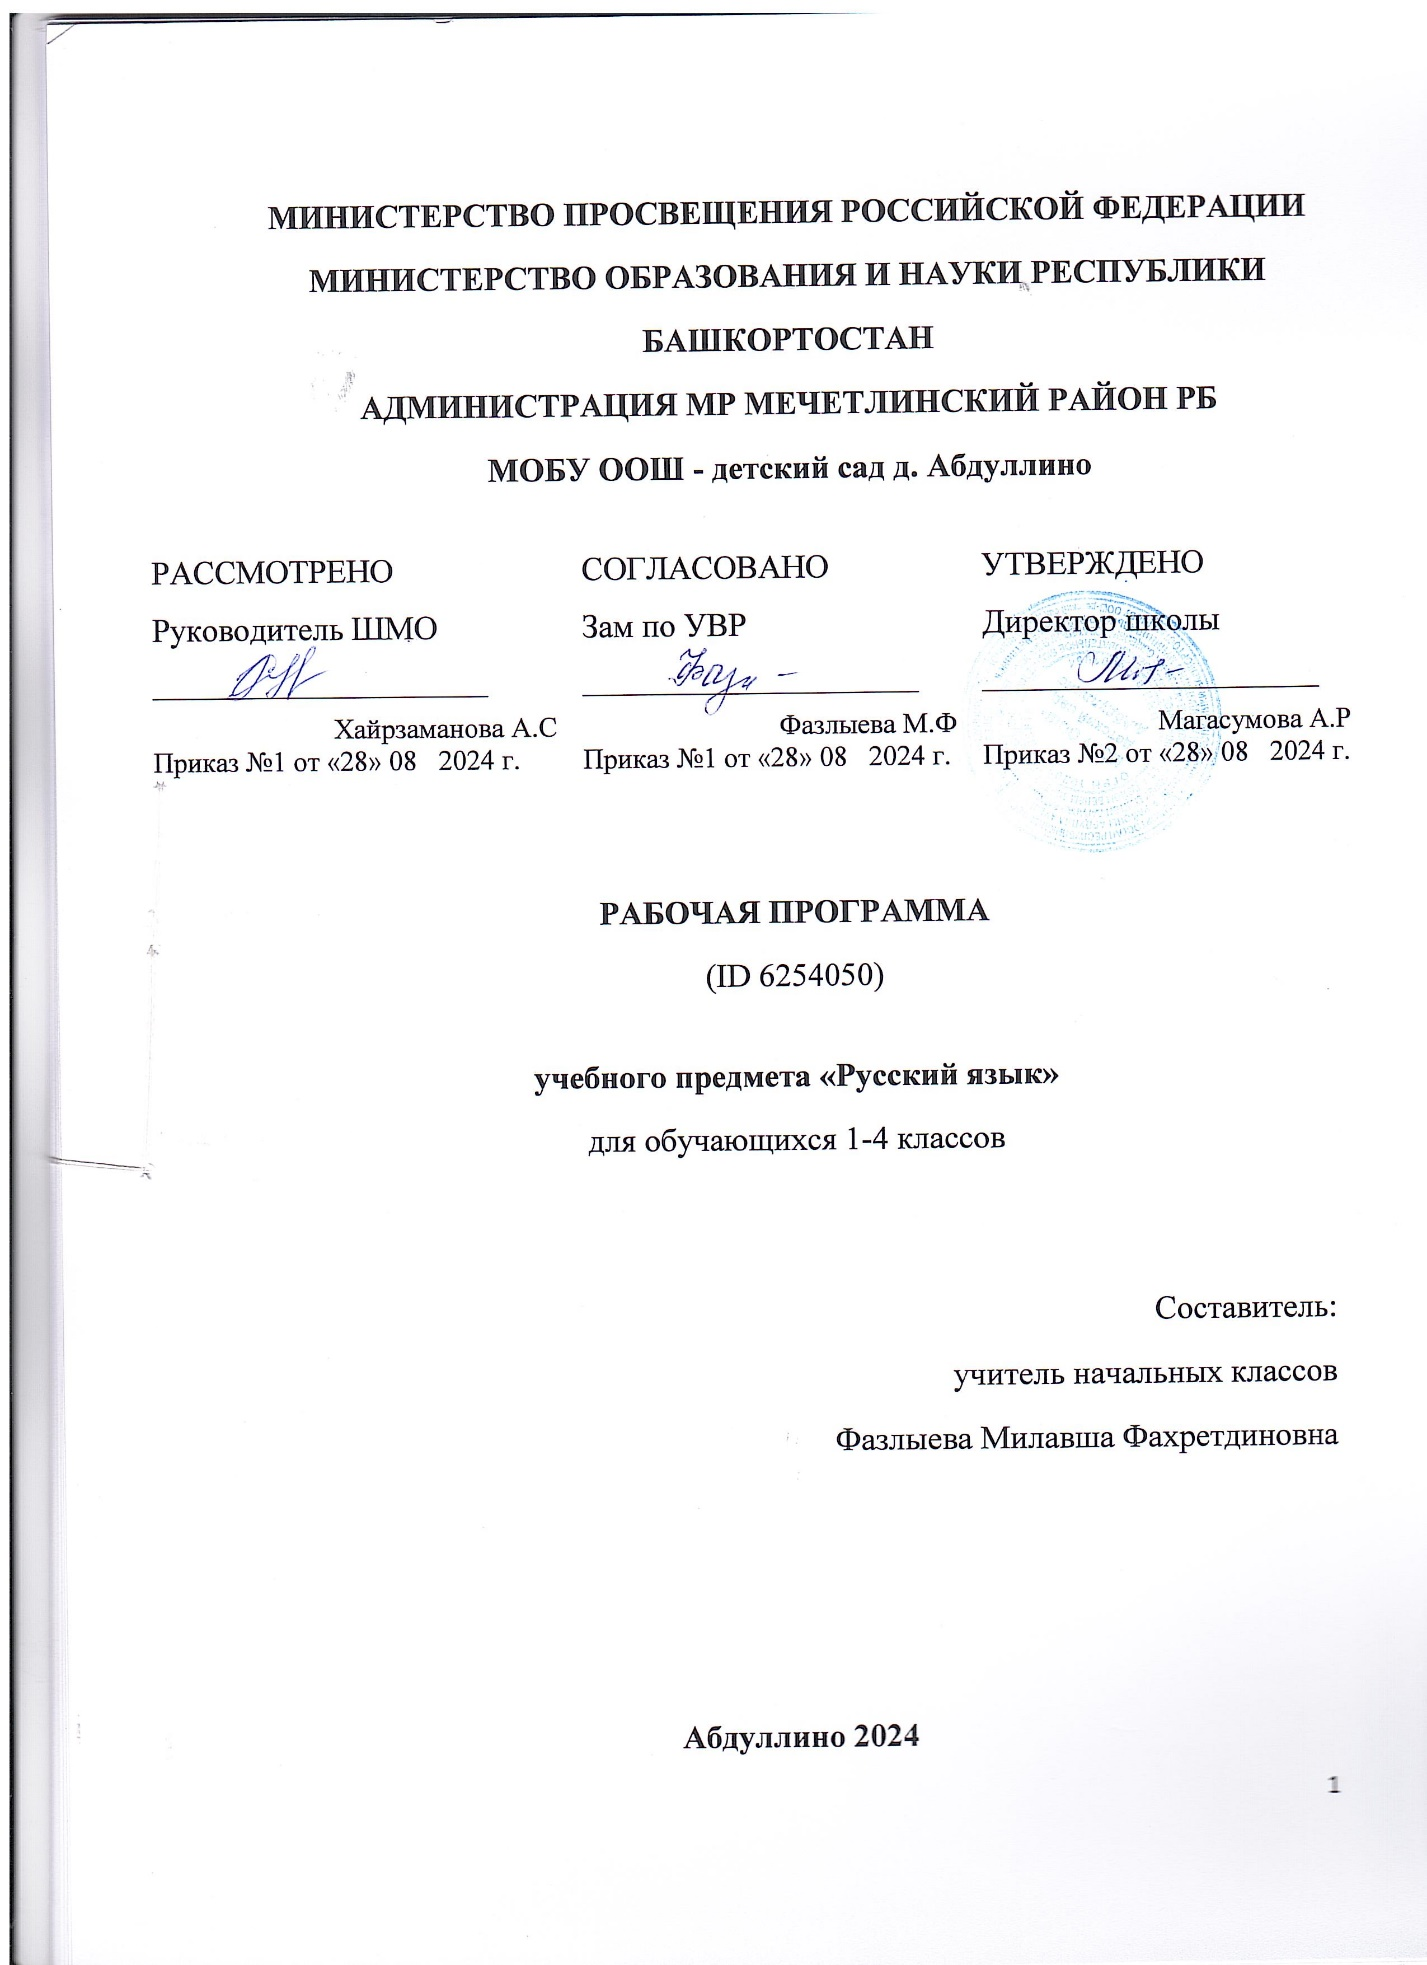 МИНИСТЕРСТВО ПРОСВЕЩЕНИЯ РОССИЙСКОЙ ФЕДЕРАЦИИ
МИНИСТЕРСТВО ОБРАЗОВАНИЯ И НАУКИ РЕСПУБЛИКИ
БАШКОРТОСТАН
АДМИНИСТРАЦИЯ МР МЕЧЕТЛИНСКИЙ РАЙОН РБ
МОБУ ООШ - детский сад д. Абдуллино
РАССМОТРЕНО
Руководитель ШМО
Хайрзаманова А.С
Приказ №1 от «28» 08 2024 г.
СОГЛАСОВАНО
Зам по УВР
Фазлыева М.Ф
Приказ №1 от «28» 08 2024 г.
УТВЕРЖДЕНО
Директор школы
Магасумова А.Р
Приказ №2 от «28» 08 2024 г.
РАБОЧАЯ ПРОГРАММА
(ID 6254050)
учебного предмета «Русский язык»
для обучающихся 1-4 классов
Составитель:
учитель начальных классов
Фазлыева Милавша Фахретдиновна
Абдуллино 2024
1